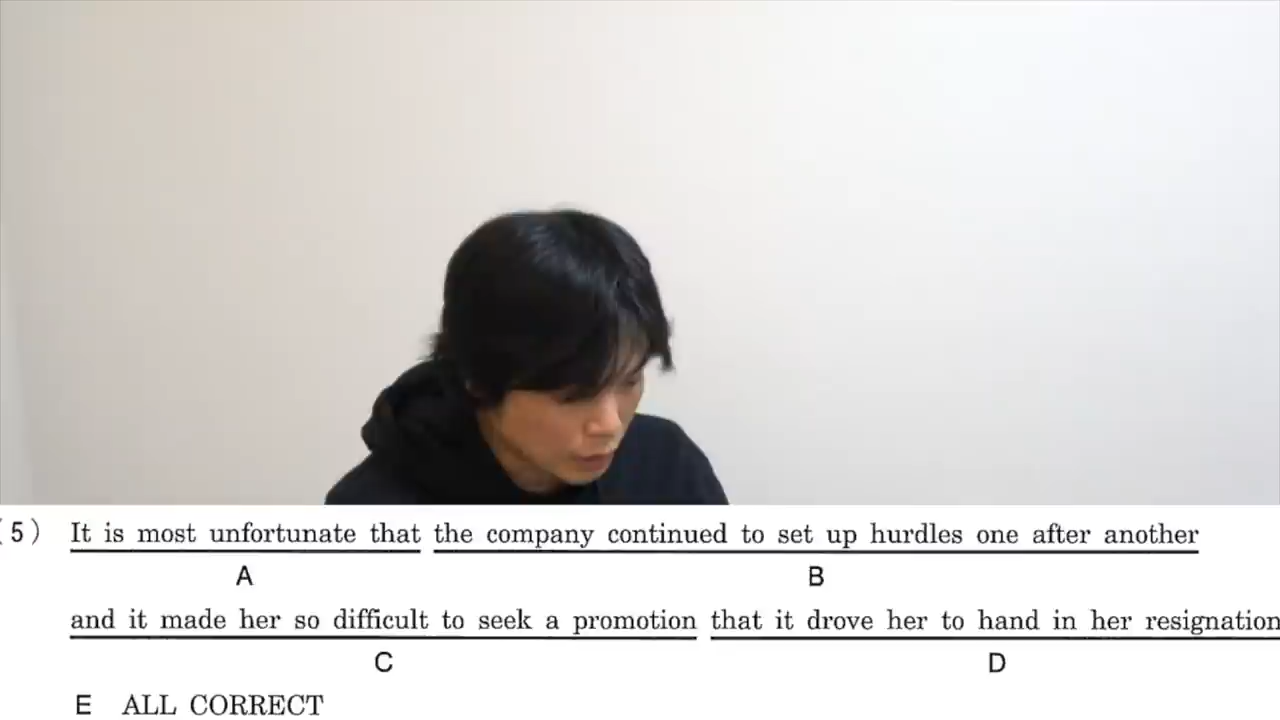 (5) It is most unfortunate that the company continued to set up hurdles one after another
A B
and it made her so difficult to seek a promotion that it drove her to hand in her resignation
C D
E ALL CORRECT